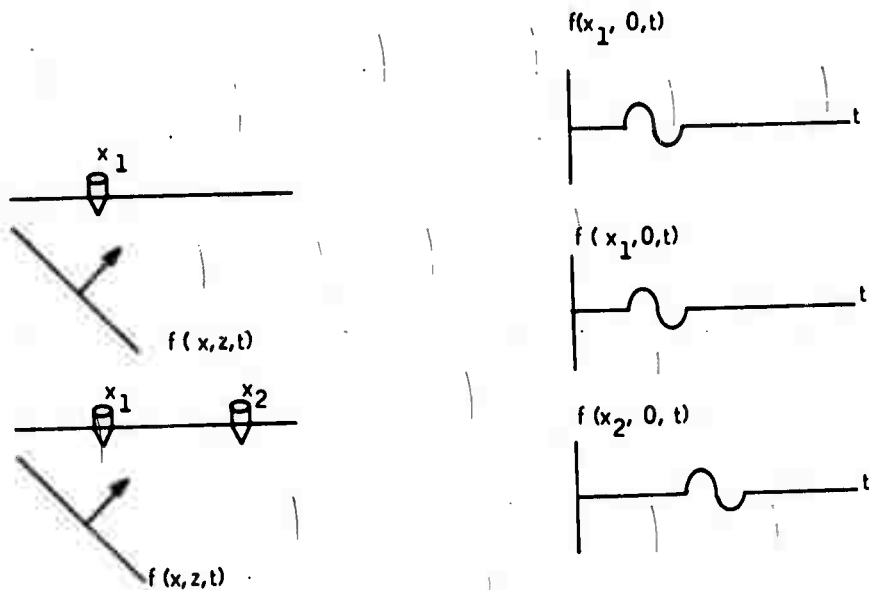 f(x1, 0,t)
t
x1
f(x,z,t)
f(x1,0,t)
t
x1 x2
f(x2, 0, t)
t
f(x,z,t)